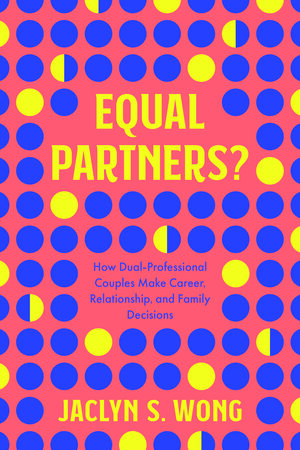 EQUAL
PARTNERS?
How Dual-Professional
Couples Make Career,
Relationship, and Family
Decisions
JACLYN S. WONG